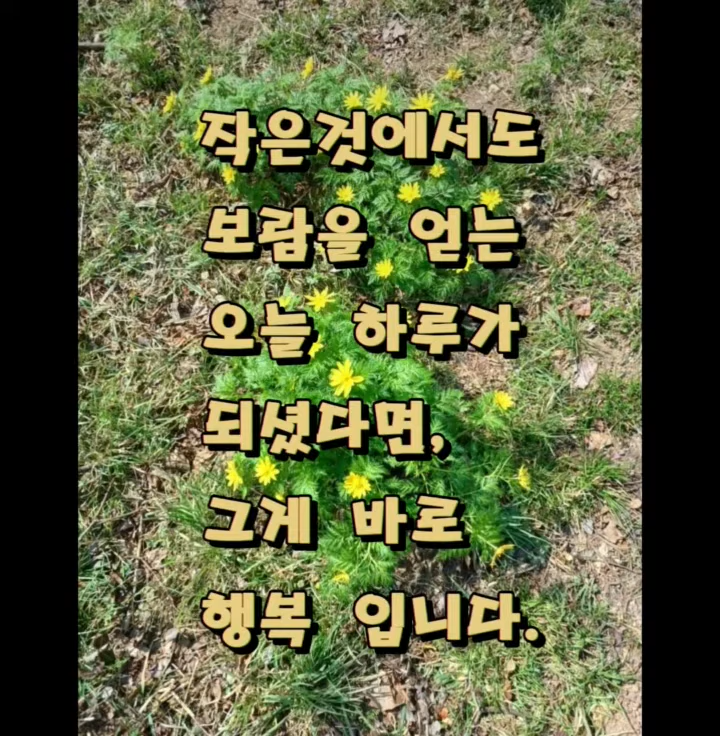 작은것에서도
보람을 얻는
오늘 하루가
되셨다면,
그게 바로
행복 입니다.